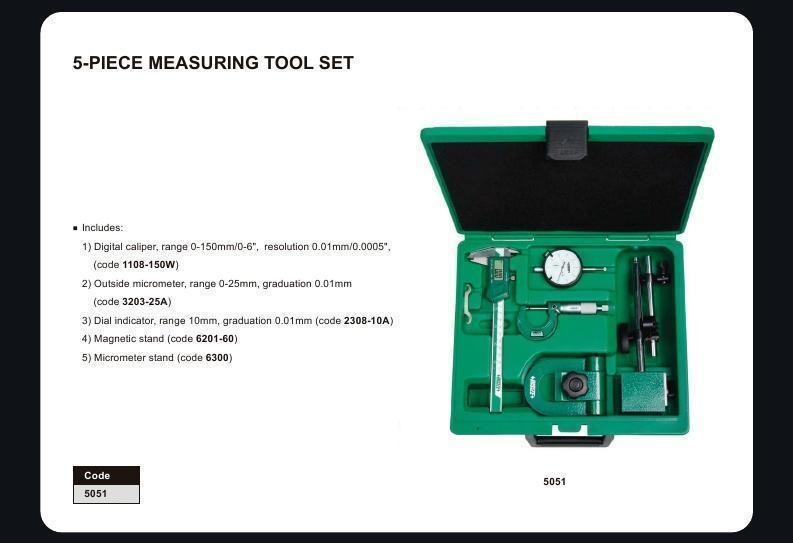 5-PIECE MEASURING TOOL SET
▪ Includes:
1) Digital caliper, range 0-150mm/0-6", resolution 0.01mm/0.0005",
(code 1108-150W)
2) Outside micrometer, range 0-25mm, graduation 0.01mm
(code 3203-25A)
3) Dial indicator, range 10mm, graduation 0.01mm (code 2308-10A)
4) Magnetic stand (code 6201-60)
5) Micrometer stand (code 6300)
Code
5051
5051